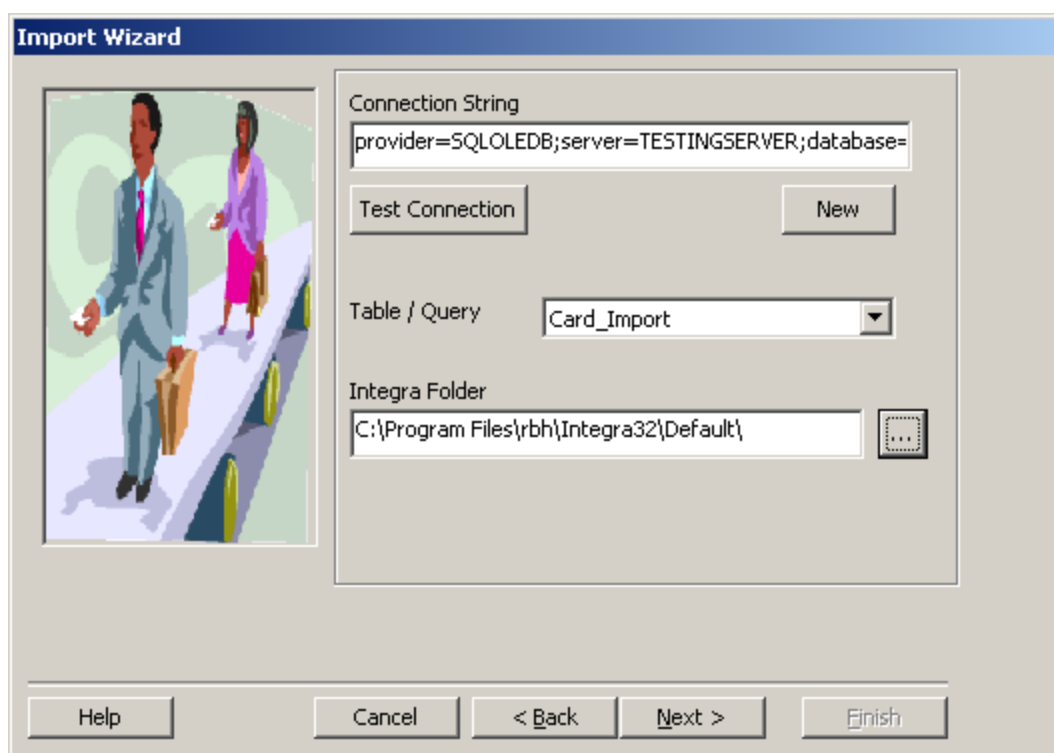 Import Wizard
Connection String
provider=SQLOLEDB;server=TESTINGSERVER;database=
Test Connection
New
Table / Query
Card_Import
Integra Folder
C:\Program Files\rbh\Integra32\Default\
...
Help
Cancel
< Back
Next >
Finish